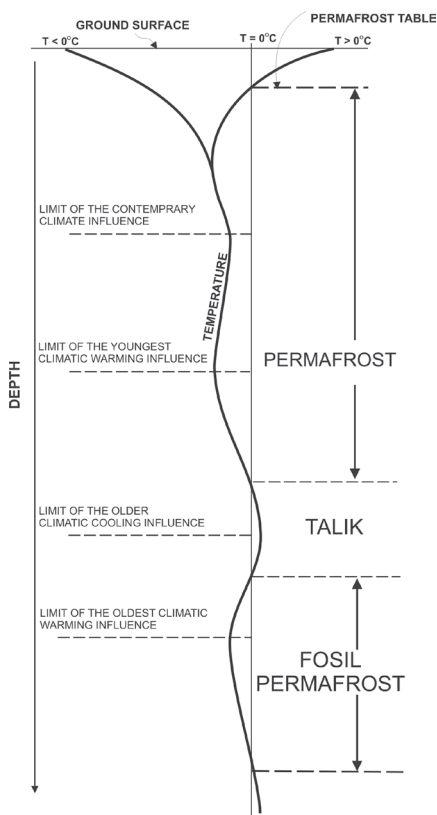 GROUND SURFACE
PERMAFROST TABLE
T < 0°C
T = 0°C
T > 0°C
LIMIT OF THE CONTEMPRARY
CLIMATE INFLUENCE
TEMPERATURE
LIMIT OF THE YOUNGEST
CLIMATIC WARMING INFLUENCE
PERMAFROST
DEPTH
LIMIT OF THE OLDER
CLIMATIC COOLING INFLUENCE
TALIK
LIMIT OF THE OLDEST CLIMATIC
WARMING INFLUENCE
FOSIL
PERMAFROST